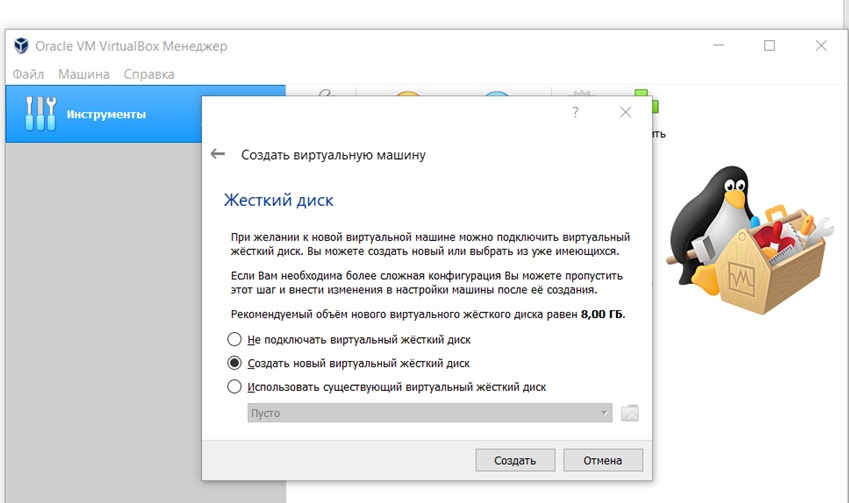 Oracle VM VirtualBox Менеджер
Файл Машина Справка
Инструменты
?
Создать виртуальную машину
Жесткий диск
При желании к новой виртуальной машине можно подключить виртуальный
жёсткий диск. Вы можете создать новый или выбрать из уже имеющихся.
Если Вам необходима более сложная конфигурация Вы можете пропустить
этот шаг и внести изменения в настройки машины после её создания.
Рекомендуемый объём нового виртуального жёсткого диска равен 8,00 ГБ.
Не подключать виртуальный жёсткий диск
Создать новый виртуальный жёсткий диск
Использовать существующий виртуальный жёсткий диск
Пусто
Создать Отмена